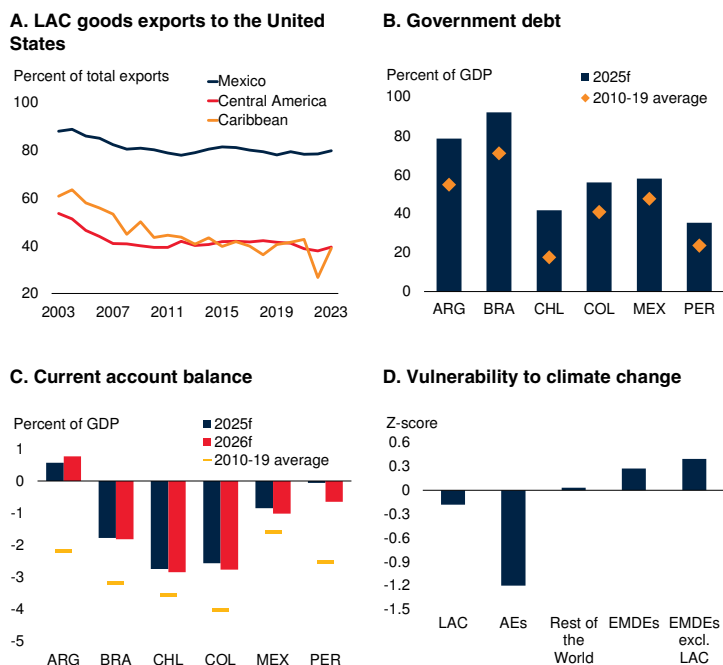 A. LAC goods exports to the United
States
Percent of total exports
Mexico
Central America
Caribbean
100
80
60
40
20
2003 2007 2011 2015 2019 2023
B. Government debt
Percent of GDP
2025f
2010-19 average
100
80
60
40
20
0
ARG BRA CHL COL MEX PER
C. Current account balance
Percent of GDP
2025f
2026f
2010-19 average
1
0
-1
-2
-3
-4
-5
ARG BRA CHL COL MEX PER
D. Vulnerability to climate change
Z-score
0.6
0.3
0
-0.3
-0.6
-0.9
-1.2
-1.5
LAC AEs Rest of EMDEs EMDEs
the excl.
World LAC